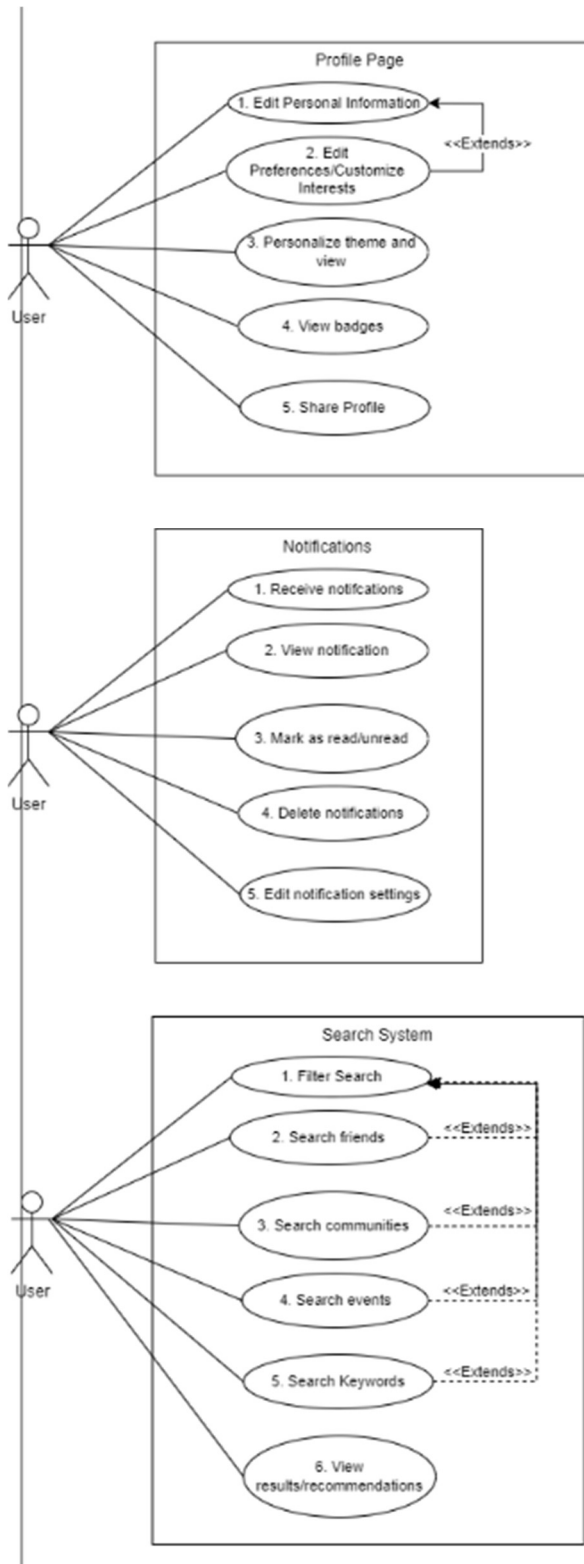 Profile Page
1. Edit Personal Information
<<Extends>>
2. Edit
Preferences/Customize
Interests
3. Personalize theme and
view
4. View badges
5. Share Profile
User
Notifications
1. Receive notifcations
2. View notification
3. Mark as read/unread
4. Delete notifications
5. Edit notification settings
User
Search System
1. Filter Search
2. Search friends
<<Extends>>
3. Search communities
<<Extends>>
4. Search events
<<Extends>>
5. Search Keywords
<<Extends>>
6. View
results/recommendations
User